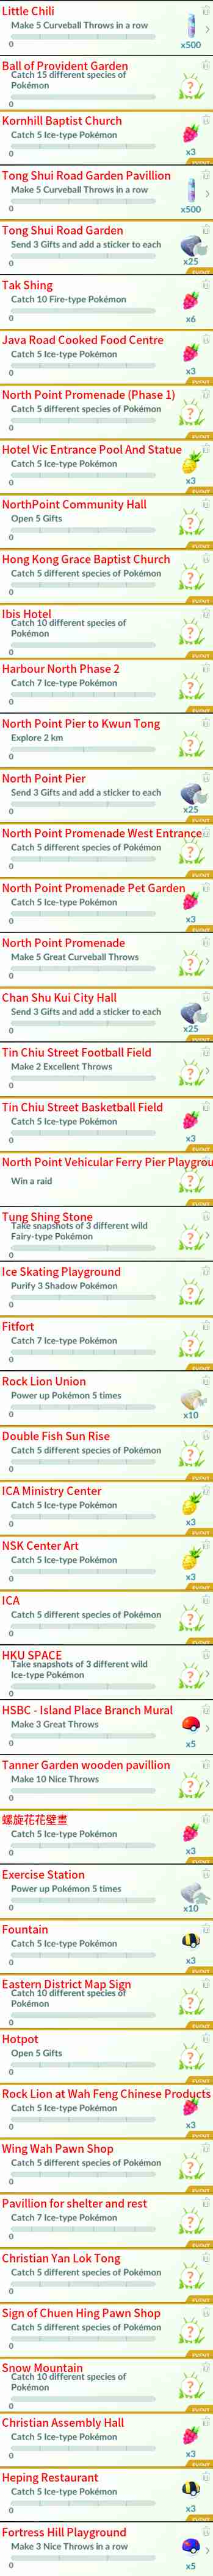 Little Chili
Make 5 Curveball Throws in a row
0
x500
Ball of Provident Garden
Catch 15 different species of
Pokémon
?
0
Kornhill Baptist Church
Catch 5 Ice-type Pokémon
0
x3
EVENT
Tong Shui Road Garden Pavillion
Make 5 Curveball Throws in a row
0
x500
Tong Shui Road Garden
Send 3 Gifts and add a sticker to each
0
x25
EVENT
Tak Shing
Catch 10 Fire-type Pokémon
0
x6
Java Road Cooked Food Centre
Catch 5 Ice-type Pokémon
0
x3
EVENT
North Point Promenade (Phase 1)
Catch 5 different species of Pokémon
?
0
EVENT
Hotel Vic Entrance Pool And Statue
Catch 5 Ice-type Pokémon
0
x3
EVENT
NorthPoint Community Hall
Open 5 Gifts
?
0
EVENT
Hong Kong Grace Baptist Church
Catch 5 different species of Pokémon
?
0
EVENT
Ibis Hotel
Catch 10 different species of
Pokémon
?
0
EVENT
Harbour North Phase 2
Catch 7 Ice-type Pokémon
?
0
EVENT
North Point Pier to Kwun Tong
Explore 2 km
?
0
EVENT
North Point Pier
Send 3 Gifts and add a sticker to each
0
x25
EVENT
North Point Promenade West Entrance
Catch 5 different species of Pokémon
?
0
EVENT
North Point Promenade Pet Garden
Catch 5 Ice-type Pokémon
0
x3
EVENT
North Point Promenade
Make 5 Great Curveball Throws
?
0
Chan Shu Kui City Hall
Send 3 Gifts and add a sticker to each
0
x25
EVENT
Tin Chiu Street Football Field
Make 2 Excellent Throws
?
0
Tin Chiu Street Basketball Field
Catch 5 Ice-type Pokémon
0
x3
EVENT
North Point Vehicular Ferry Pier Playgrou
Win a raid
?
EVENT
Tung Shing Stone
Take snapshots of 3 different wild
Fairy-type Pokémon
?
0
Ice Skating Playground
Purify 3 Shadow Pokémon
?
0
Fitfort
Catch 7 Ice-type Pokémon
?
0
EVENT
Rock Lion Union
Power up Pokémon 5 times
0
x10
EVENT
Double Fish Sun Rise
Catch 5 different species of Pokémon
?
0
EVENT
ICA Ministry Center
Catch 5 Ice-type Pokémon
0
x3
EVENT
NSK Center Art
Catch 5 Ice-type Pokémon
0
x3
EVENT
ICA
Catch 5 different species of Pokémon
?
0
EVENT
HKU SPACE
Take snapshots of 3 different wild
Ice-type Pokémon
?
0
EVENT
HSBC - Island Place Branch Mural
Make 3 Great Throws
0
x5
Tanner Garden wooden pavillion
Make 10 Nice Throws
?
0
螺旋花花壁畫
Catch 5 Ice-type Pokémon
0
x3
EVENT
Exercise Station
Power up Pokémon 5 times
0
x10
EVENT
Fountain
Catch 5 Ice-type Pokémon
0
x3
EVENT
Eastern District Map Sign
Catch 10 different species of
Pokémon
?
0
EVENT
Hotpot
Open 5 Gifts
?
0
EVENT
Rock Lion at Wah Feng Chinese Products
Catch 5 Ice-type Pokémon
0
x3
EVENT
Wing Wah Pawn Shop
Catch 5 different species of Pokémon
?
0
EVENT
Pavillion for shelter and rest
Catch 7 Ice-type Pokémon
?
0
EVENT
Christian Yan Lok Tong
Catch 5 different species of Pokémon
?
0
EVENT
Sign of Chuen Hing Pawn Shop
Catch 5 different species of Pokémon
?
0
EVENT
Snow Mountain
Catch 10 different species of
Pokémon
?
0
EVENT
Christian Assembly Hall
Catch 5 Ice-type Pokémon
0
x3
EVENT
Heping Restaurant
Catch 5 Ice-type Pokémon
0
x3
EVENT
Fortress Hill Playground
Make 3 Nice Throws in a row
0
x5